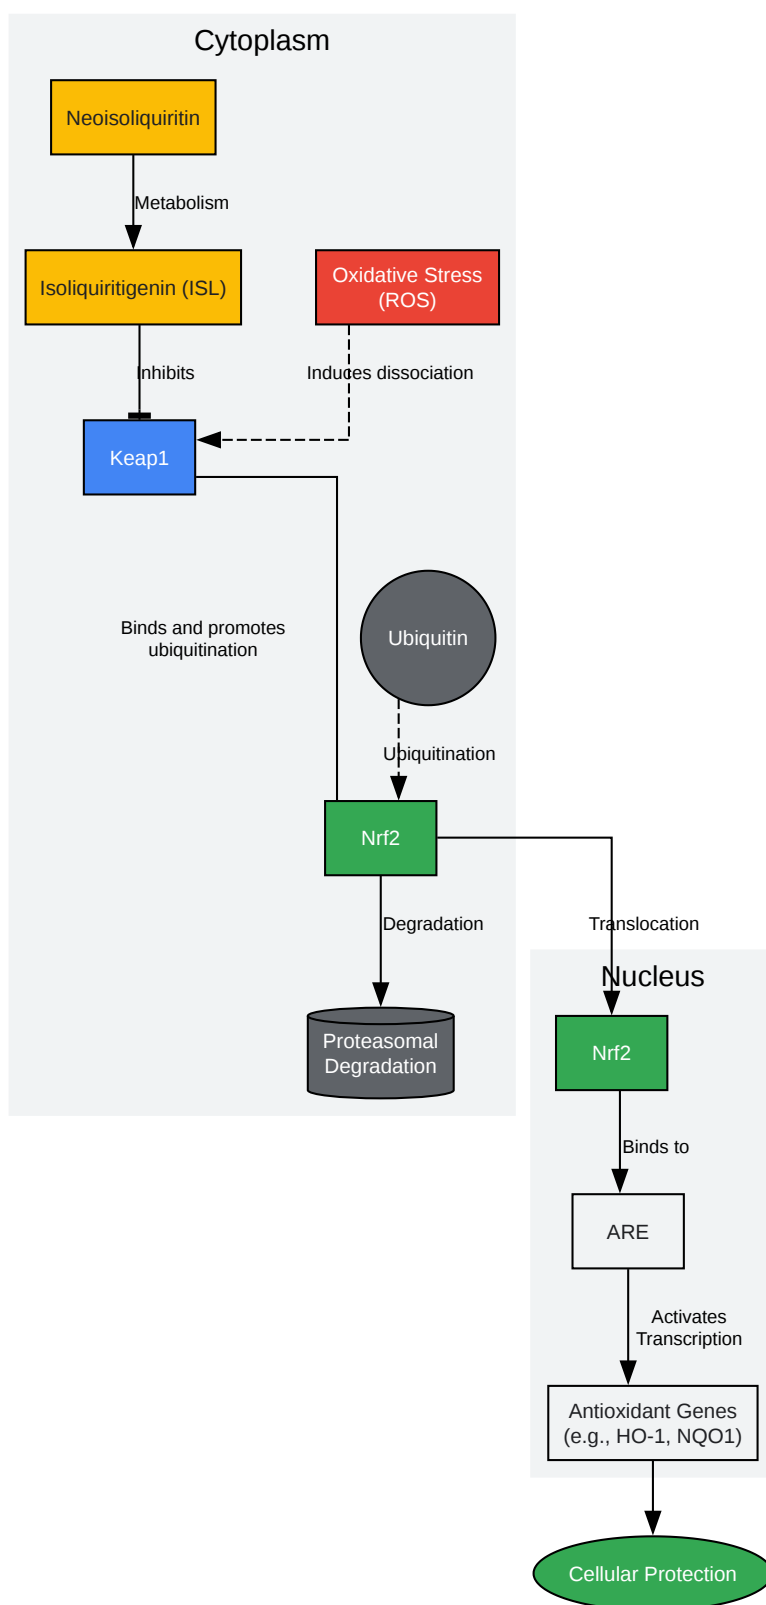 Cytoplasm
Neoisoliquiritin
Metabolism
Isoliquiritigenin (ISL)
Oxidative Stress
(ROS)
Inhibits
Induces dissociation
Keap1
Binds and promotes
ubiquitination
Ubiquitin
Ubiquitination
Nrf2
Degradation
Translocation
Proteasomal
Degradation
Nucleus
Nrf2
Binds to
ARE
Activates
Transcription
Antioxidant Genes
(e.g., HO-1, NQO1)
Cellular Protection